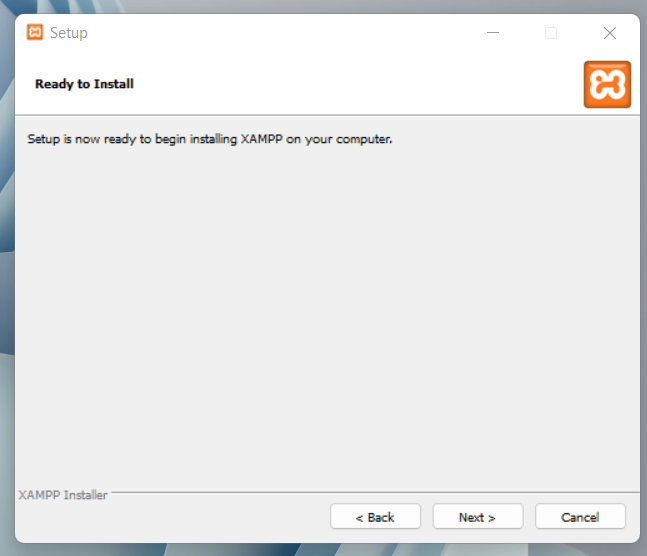 Setup
Ready to Install
Setup is now ready to begin installing XAMPP on your computer.
XAMPP Installer
< Back
Next >
Cancel